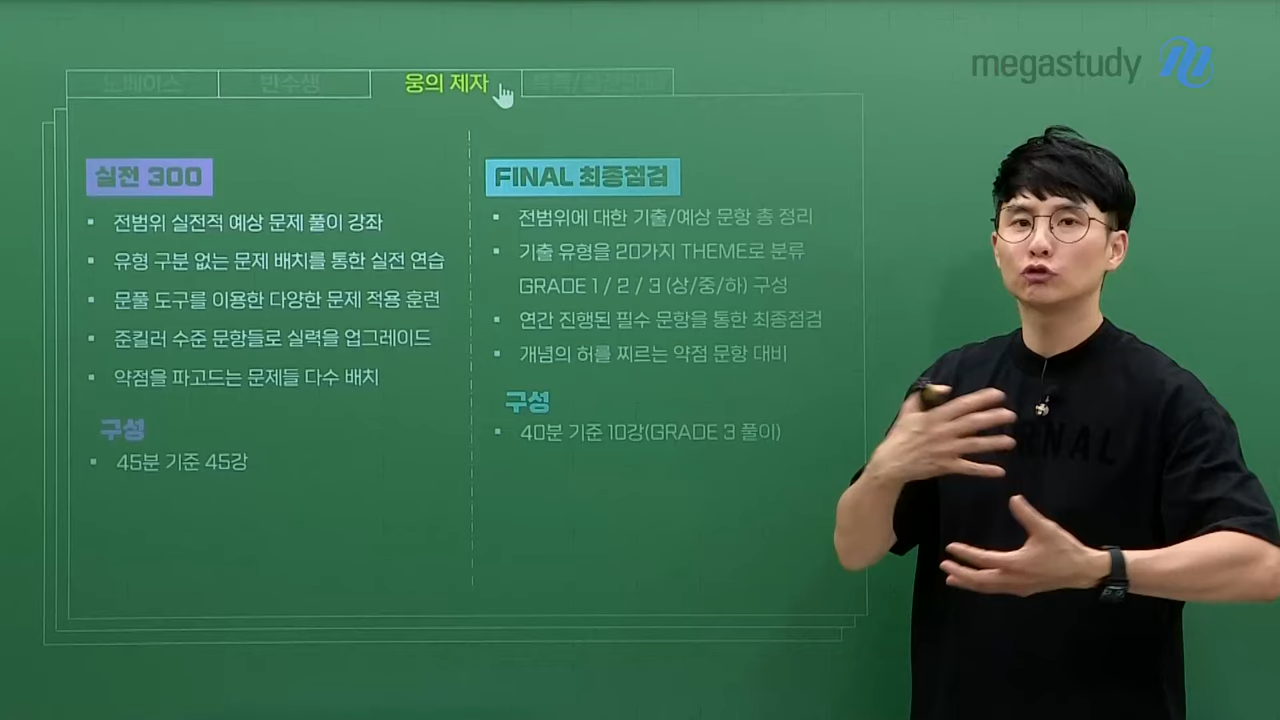 megastudy
노베이스
반수생
웅의 제자
실전 300
전범위 실전적 예상 문제 풀이 강좌
유형 구분 없는 문제 배치를 통한 실전 연습
문풀 도구를 이용한 다양한 문제 적용 훈련
준킬러 수준 문항들로 실력을 업그레이드
약점을 파고드는 문제들 다수 배치
구성
45분 기준 45강
FINAL 최종점검
전범위에 대한 기출/예상 문항 총 정리
기출 유형을 20가지 THEME로 분류
GRADE 1 / 2 / 3 (상/중/하) 구성
연간 진행된 필수 문항을 통한 최종점검
개념의 허를 찌르는 약점 문항 대비
구성
40분 기준 10강(GRADE 3 풀이)